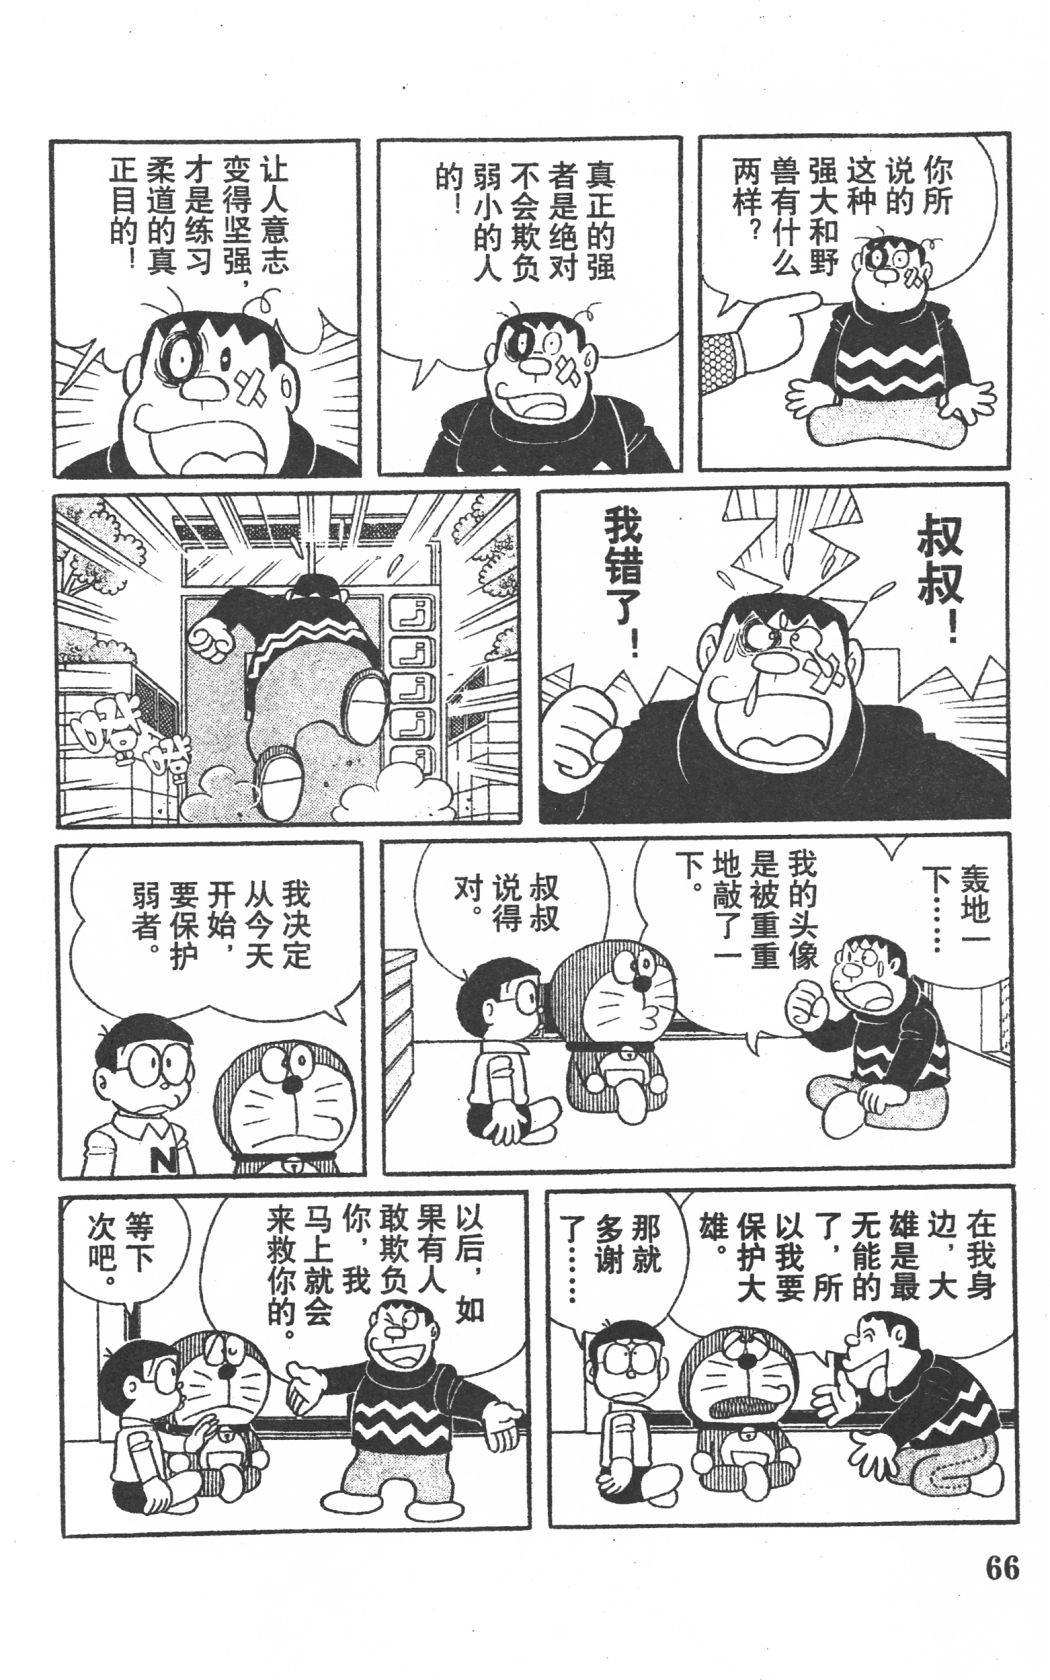 你所
说的
这种
强大和野
兽有什么
两样？
真正的强
者是绝对
不会欺负
弱小的人
的！
让人意志
变得坚强，
才是练习
柔道的真
正目的！
叔叔！
我错了！
轰地一
下……
我的头像
是被重重
地敲了一
下。
叔叔
说得
对。
我决定
从今天
开始，
要保护
弱者。
在我身
边，大
雄是最
无能的
了，所
以我要
保护大
雄。
那就
多谢
了……
以后，如
果有人
敢欺负
你，我
马上就会
来救你的。
等下
次吧。
N
66